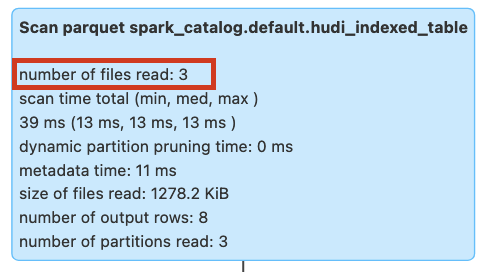 Scan parquet spark_catalog.default.hudi_indexed_table
number of files read: 3
scan time total (min, med, max )
39 ms (13 ms, 13 ms, 13 ms )
dynamic partition pruning time: 0 ms
metadata time: 11 ms
size of files read: 1278.2 KiB
number of output rows: 8
number of partitions read: 3